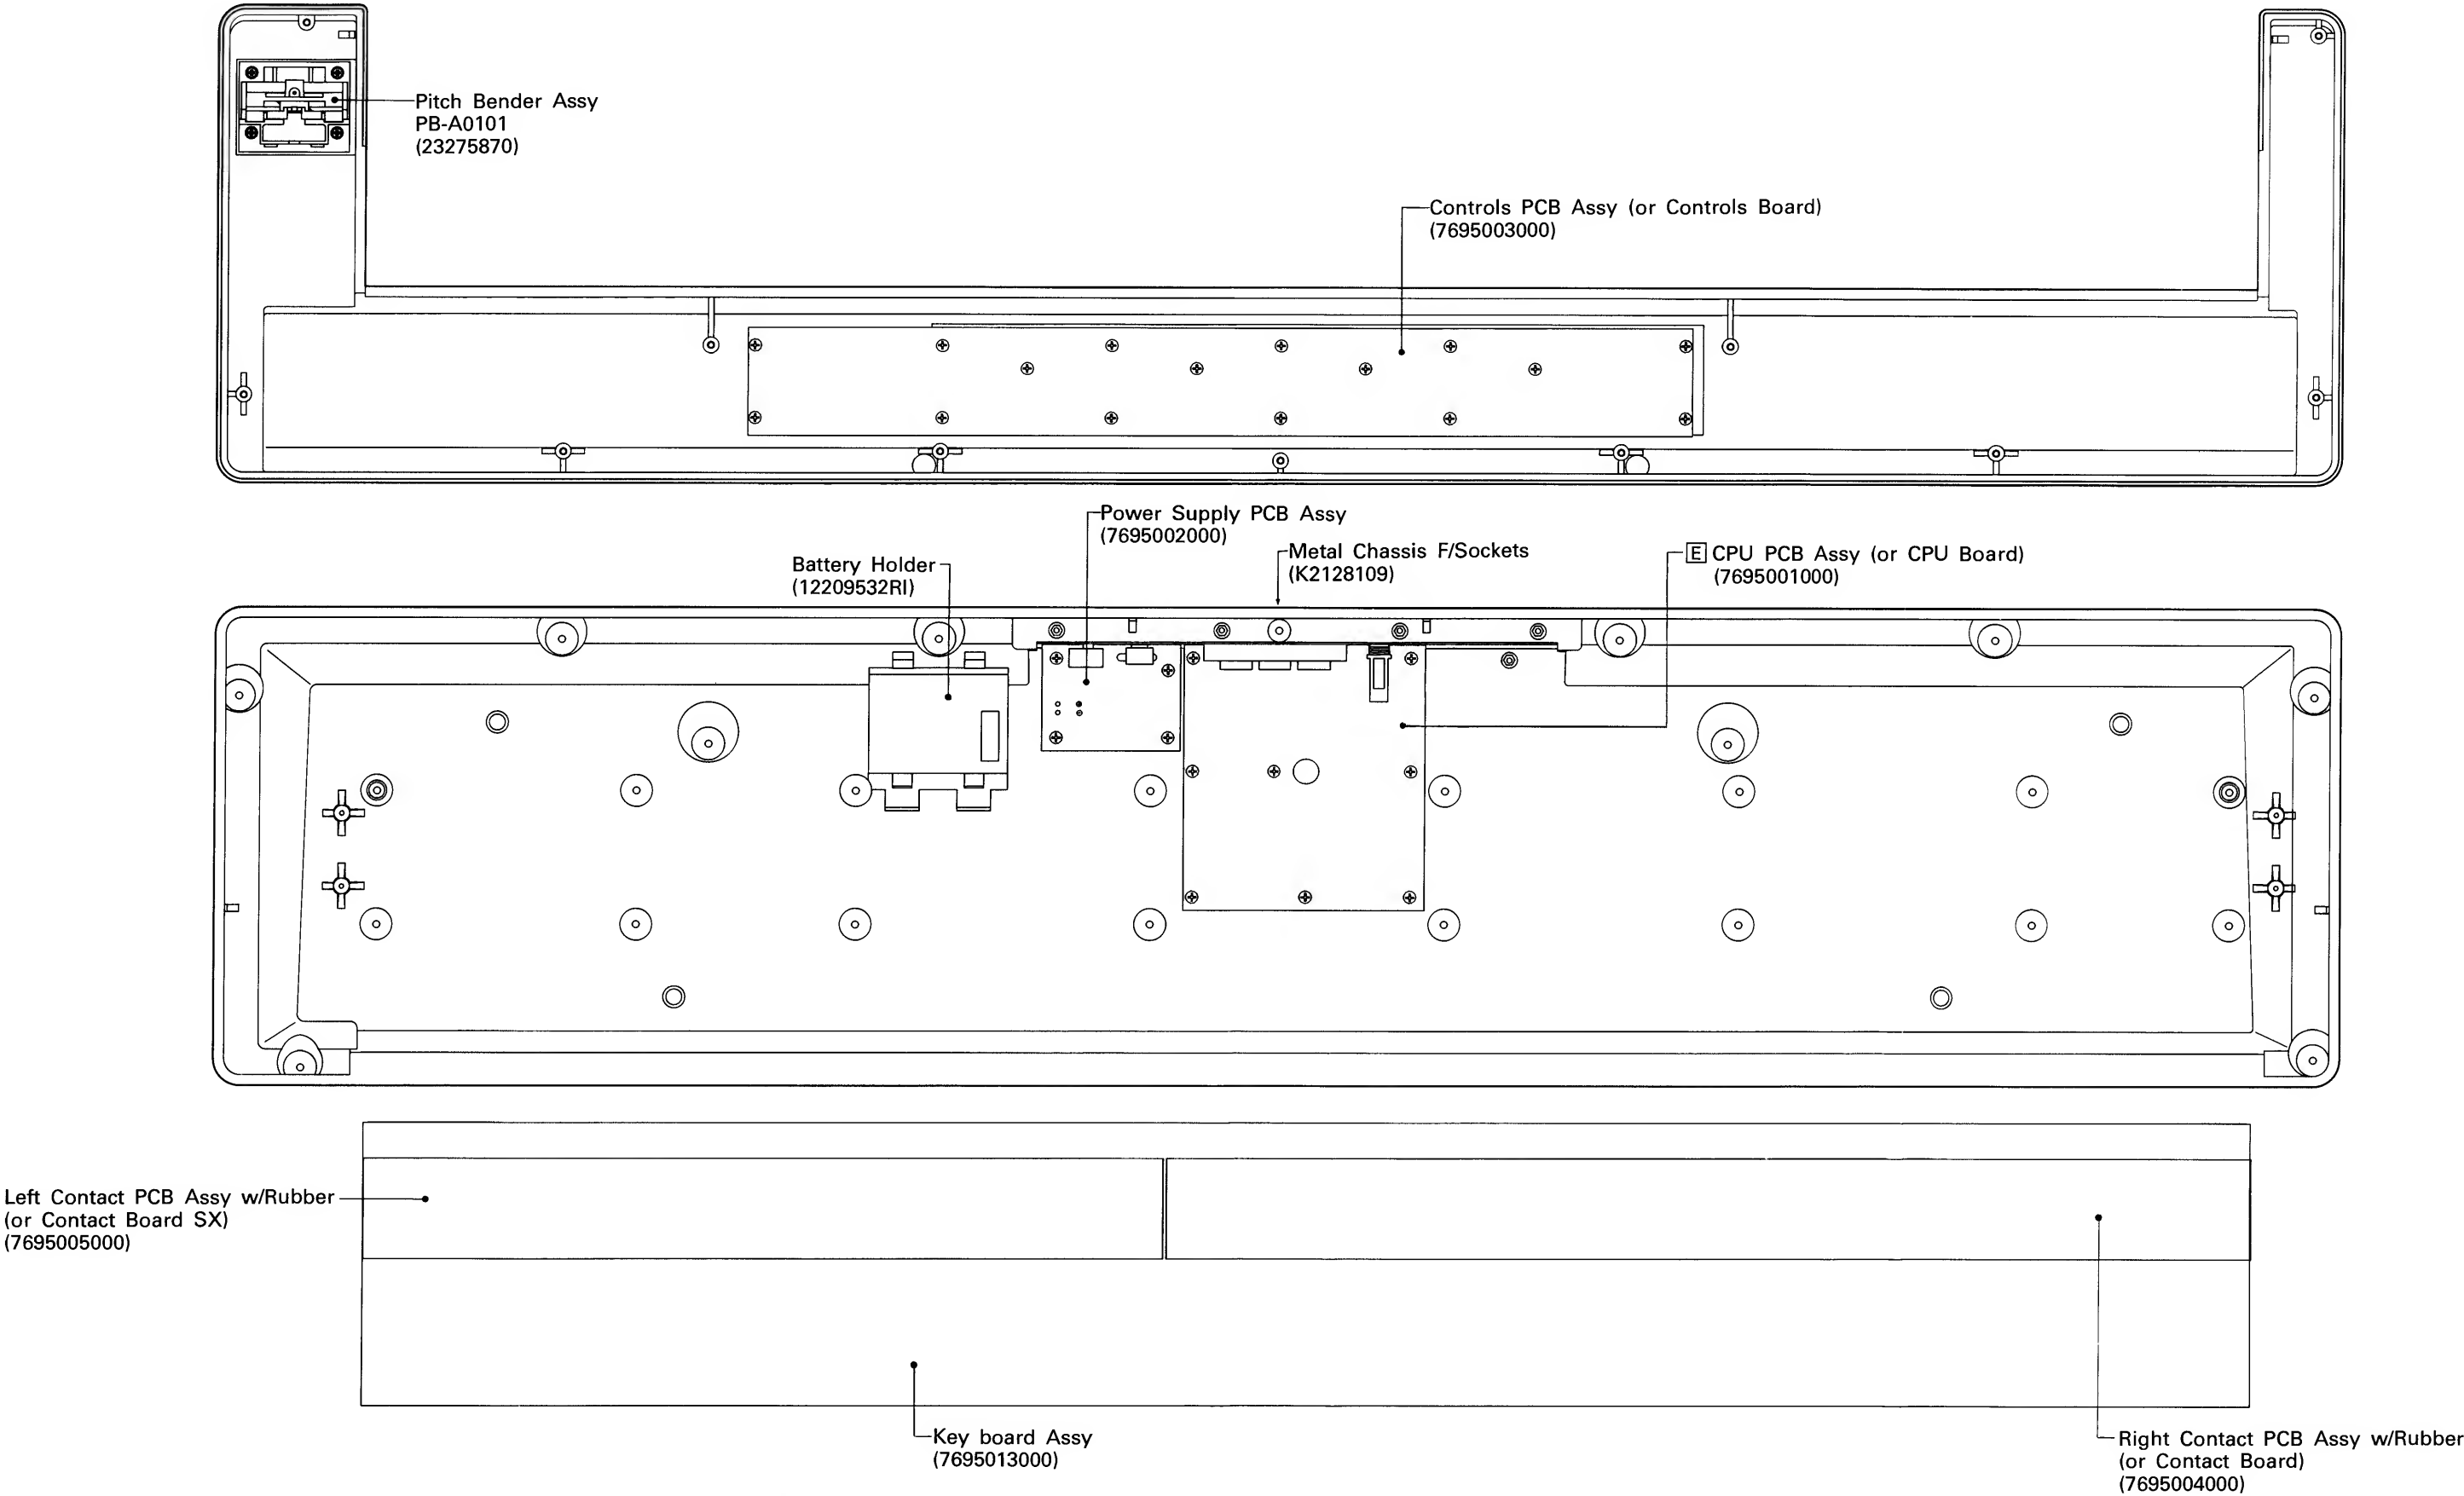 Pitch Bender Assy
PB-A0101
(23275870)
Controls PCB Assy (or Controls Board)
(7695003000)
Power Supply PCB Assy
(7695002000)
Metal Chassis F/Sockets
(K2128109)
E CPU PCB Assy (or CPU Board)
(7695001000)
Battery Holder
(12209532RI)
Left Contact PCB Assy w/Rubber
(or Contact Board SX)
(7695005000)
Key board Assy
(7695013000)
Right Contact PCB Assy w/Rubber
(or Contact Board)
(7695004000)